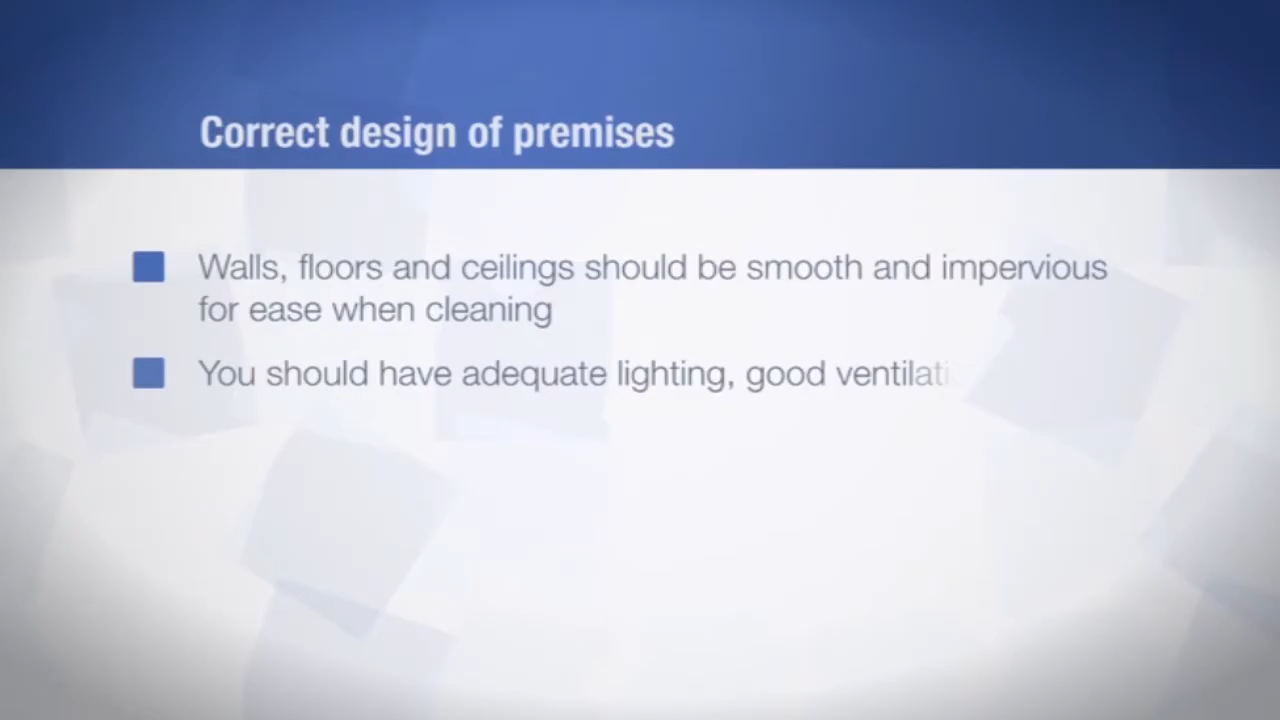 Correct design of premises
Walls, floors and ceilings should be smooth and impervious
for ease when cleaning
You should have adequate lighting, good ventilati